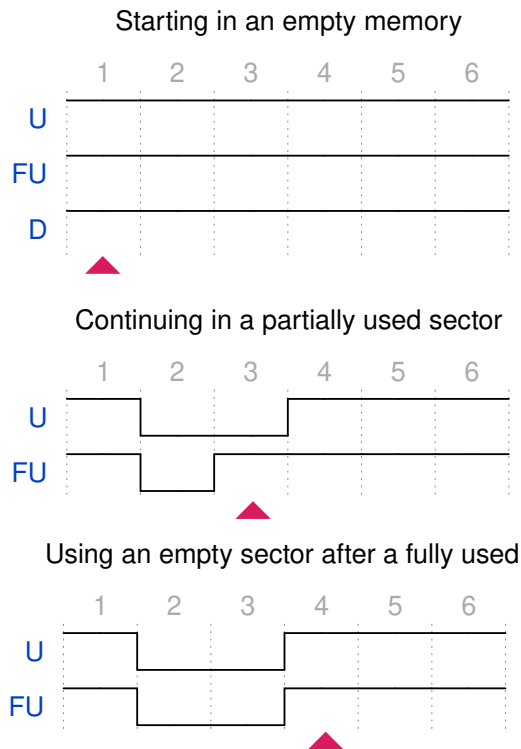 Starting in an empty memory
1 2 3 4 5 6
U
FU
D
Continuing in a partially used sector
1 2 3 4 5 6
U
FU
Using an empty sector after a fully used
1 2 3 4 5 6
U
FU